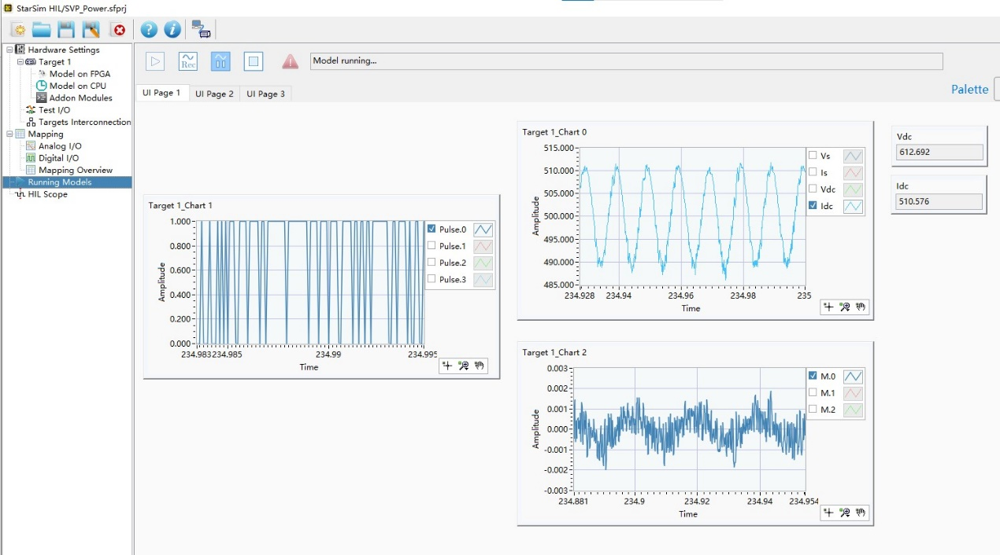 StarSim HIL/SVP_Power.sfprj
Hardware Settings
Target 1
Model on FPGA
Model on CPU
Addon Modules
Test I/O
Targets Interconnection
Mapping
Analog I/O
Digital I/O
Mapping Overview
Running Models
HIL Scope
Rec
Model running...
UI Page 1 UI Page 2 UI Page 3
Palette
Target 1_Chart 1
Amplitude
1.000
0.800
0.600
0.400
0.200
0.000
234.983 234.985 234.99 234.995
Time
Pulse.0
Pulse.1
Pulse.2
Pulse.3
Target 1_Chart 0
Amplitude
515.000
510.000
505.000
500.000
495.000
490.000
485.000
234.928 234.94 234.96 234.98 235
Time
Vs
Is
Vdc
Idc
Vdc
612.692
Idc
510.576
Target 1_Chart 2
Amplitude
0.003
0.002
0.001
0.000
-0.001
-0.002
-0.003
234.881 234.9 234.92 234.94 234.954
Time
M.0
M.1
M.2